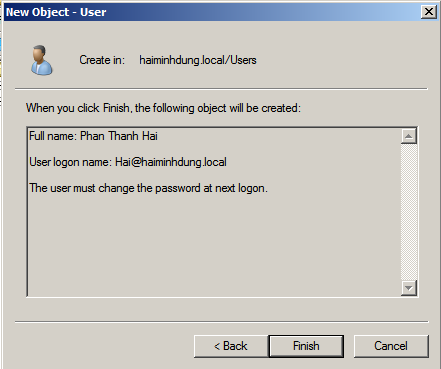 New Object - User
Create in: haiminhdung.local/Users
When you click Finish, the following object will be created:
Full name: Phan Thanh Hai
User logon name: Hai@haiminhdung.local
The user must change the password at next logon.
< Back Finish Cancel